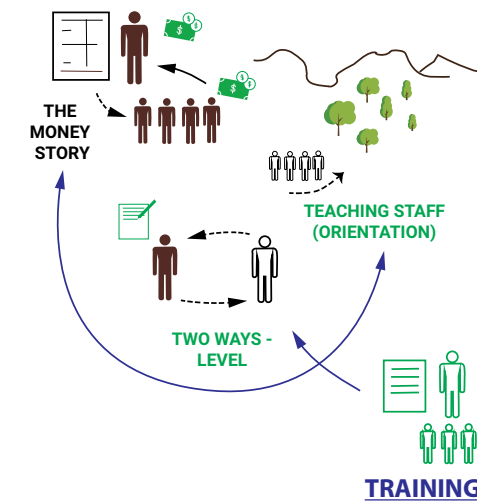 THE
MONEY
STORY
TEACHING STAFF
(ORIENTATION)
TWO WAYS -
LEVEL
TRAINING